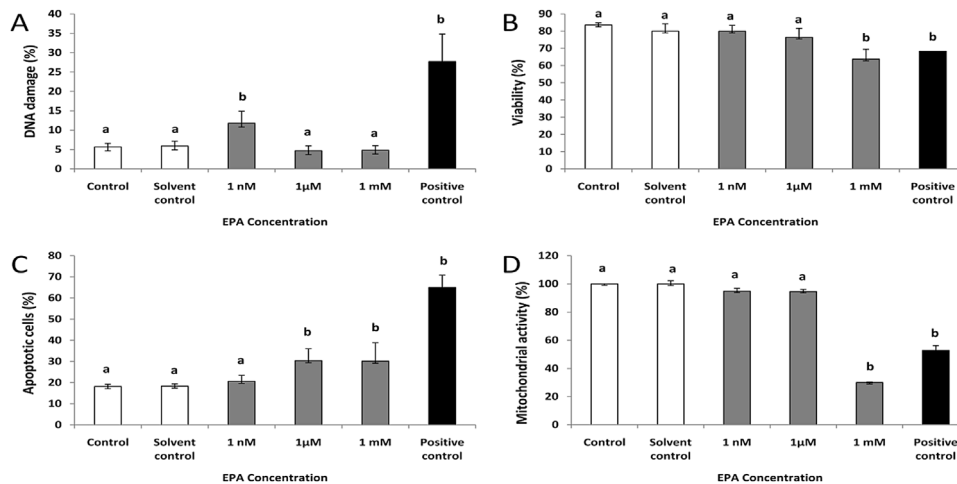 A
DNA damage (%)
40
35
30
25
20
15
10
5
0
a
a
b
a
a
b
Control
Solvent
control
1 nM
1µM
1 mM
Positive
control
EPA Concentration
B
Viability (%)
90
80
70
60
50
40
30
20
10
0
a
a
a
a
b
b
Control
Solvent
control
1 nM
1µM
1 mM
Positive
control
EPA Concentration
C
Apoptotic cells (%)
80
70
60
50
40
30
20
10
0
a
a
a
b
b
b
Control
Solvent
control
1 nM
1µM
1 mM
Positive
control
EPA Concentration
D
Mitochondrial activity (%)
120
100
80
60
40
20
0
a
a
a
a
b
b
Control
Solvent
control
1 nM
1µM
1 mM
Positive
control
EPA Concentration